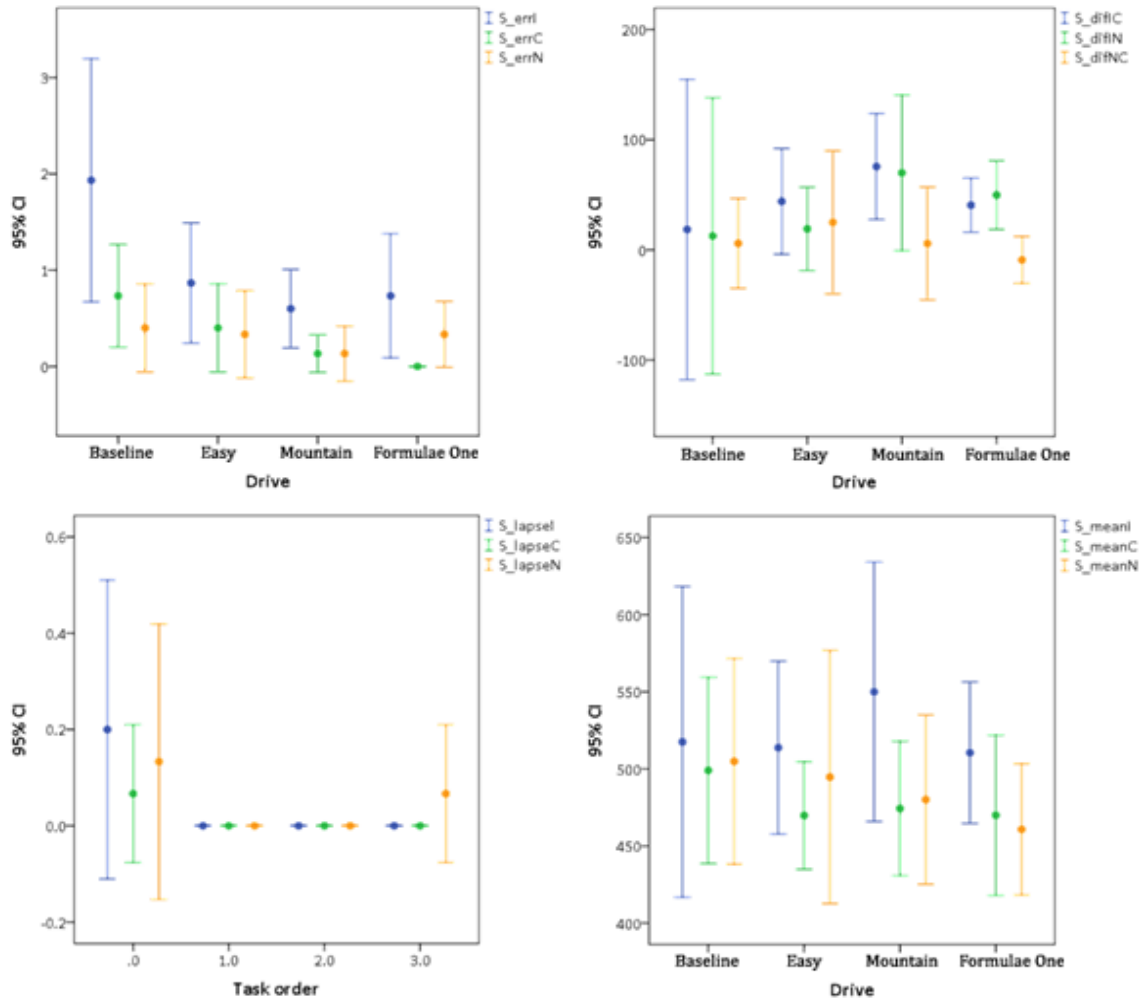 S_errI
S_errC
S_errN
3
2
1
0
95% CI
Baseline Easy Mountain Formulae One
Drive
S_difIC
S_difIN
S_difNC
200
100
0
-100
95% CI
Baseline Easy Mountain Formulae One
Drive
S_lapseI
S_lapseC
S_lapseN
0.6
0.4
0.2
0.0
-0.2
95% CI
.0 1.0 2.0 3.0
Task order
S_meanI
S_meanC
S_meanN
650
600
550
500
450
400
95% CI
Baseline Easy Mountain Formulae One
Drive